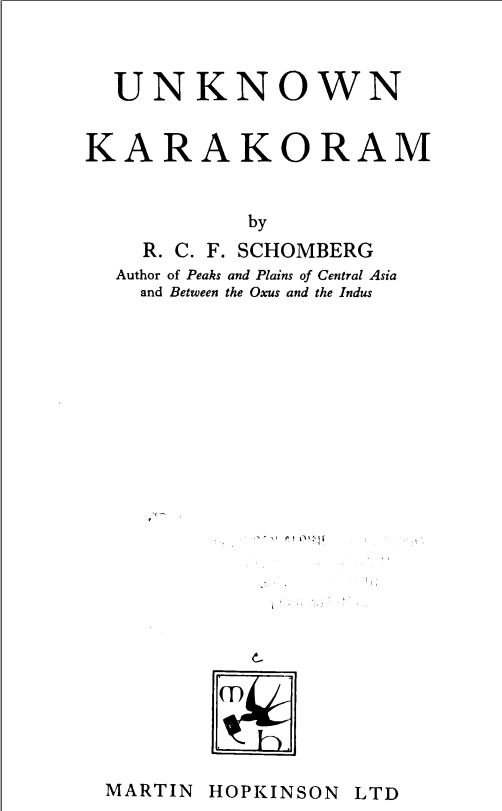 UNKNOWN
KARAKORAM
by
R. C. F. SCHOMBERG
Author of Peaks and Plains of Central Asia
and Between the Oxus and the Indus
m
h
MARTIN HOPKINSON LTD